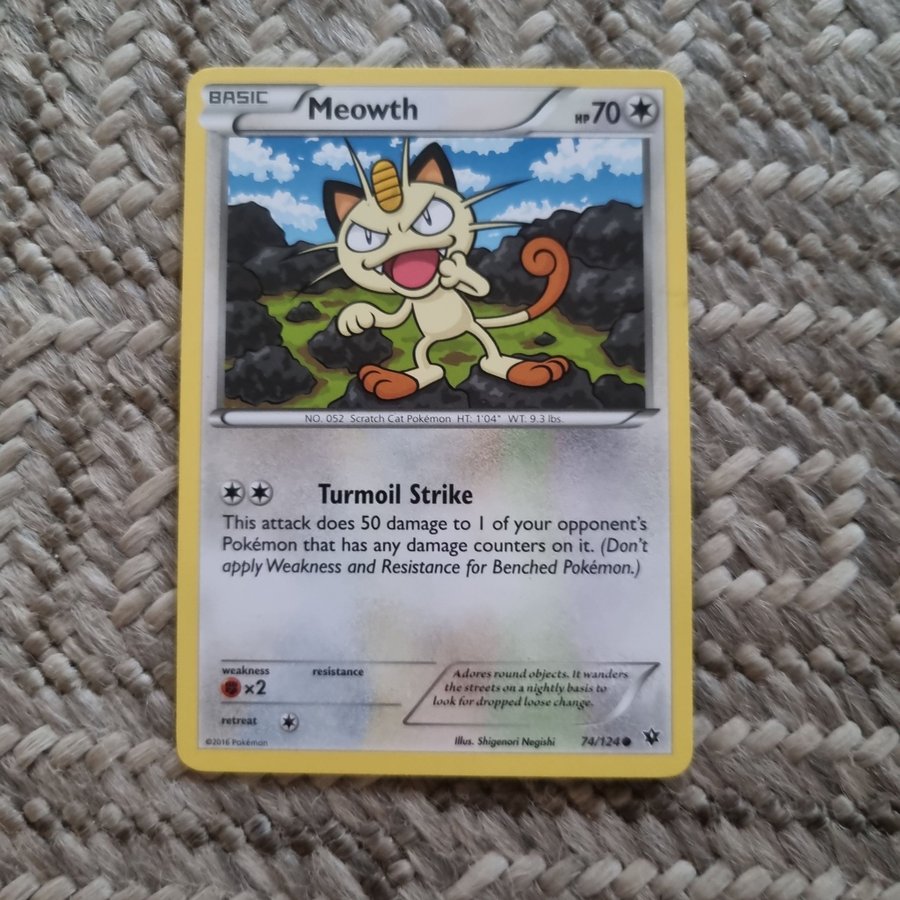 BASIC Meowth HP70
NO. 052 Scratch Cat Pokémon HT: 1'04" WT: 9.3 lbs.
Turmoil Strike
This attack does 50 damage to 1 of your opponent's
Pokémon that has any damage counters on it. (Don't
apply Weakness and Resistance for Benched Pokémon.)
weakness resistance
×2
retreat
Adores round objects. It wanders
the streets on a nightly basis to
look for dropped loose change.
©2016 Pokémon Illus. Shigenori Negishi 74/124